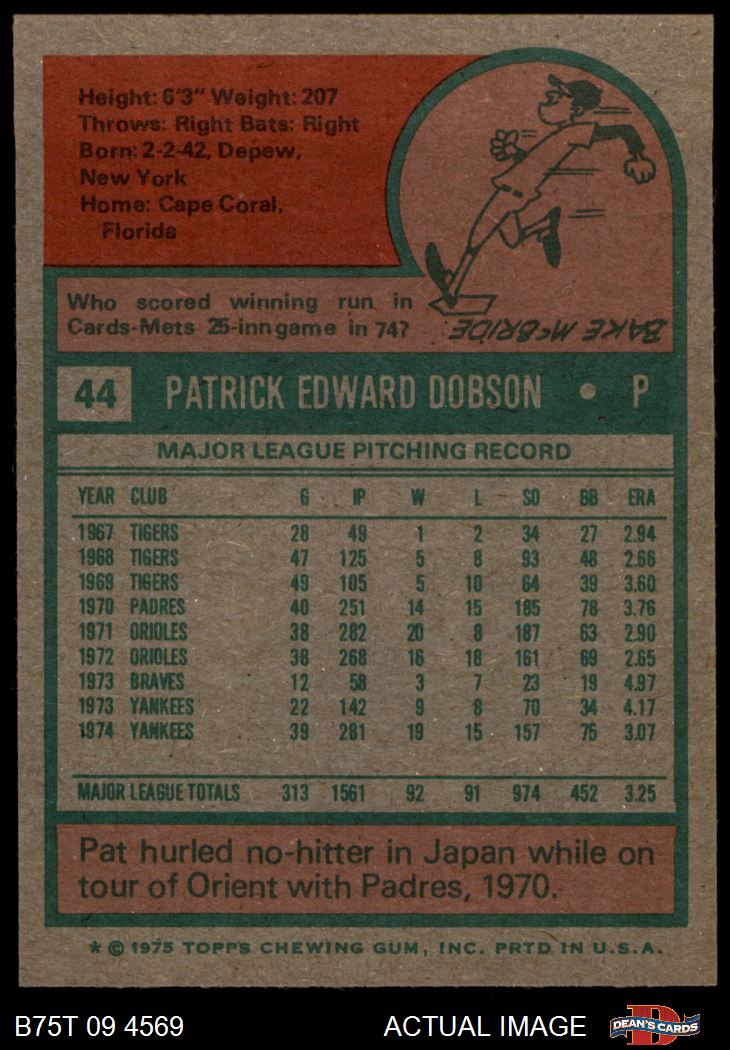 Height: 6'3" Weight: 207
Throws: Right Bats: Right
Born: 2-2-42, Depew,
New York
Home: Cape Coral,
Florida
Who scored winning run in
Cards-Mets 25-inn game in 74?
BAKE McBRIDE
44 PATRICK EDWARD DOBSON • P
MAJOR LEAGUE PITCHING RECORD
YEAR CLUB G IP W L SO BB ERA
1967 TIGERS 28 49 1 2 34 27 2.94
1968 TIGERS 47 125 5 8 93 48 2.66
1969 TIGERS 49 105 5 10 64 39 3.60
1970 PADRES 40 251 14 15 185 78 3.76
1971 ORIOLES 38 282 20 8 187 63 2.90
1972 ORIOLES 38 268 16 18 161 69 2.65
1973 BRAVES 12 58 3 7 23 19 4.97
1973 YANKEES 22 142 9 8 70 34 4.17
1974 YANKEES 39 281 19 15 157 75 3.07
MAJOR LEAGUE TOTALS 313 1561 92 91 974 452 3.25
Pat hurled no-hitter in Japan while on
tour of Orient with Padres, 1970.
* © 1975 TOPPS CHEWING GUM, INC. PRTD IN U.S.A.
B75T 09 4569 ACTUAL IMAGE DEAN'S CARDS